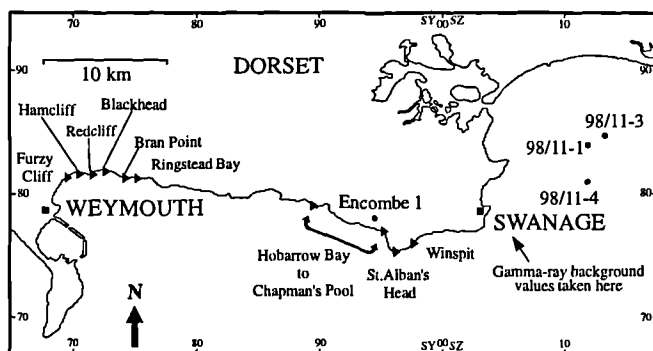 70 80 90 SY 00 SZ 10
90 90
10 km
DORSET
Hamcliff
Blackhead
Redcliff
Bran Point
Furzy
Cliff
Ringstead Bay
98/11-3
98/11-1
98/11-4
80 80
WEYMOUTH
Encombe 1
SWANAGE
Hobarrow Bay
to
Chapman's Pool
St.Alban's
Head
Winspit
Gamma-ray background
values taken here
N
70 70
70 80 90 SY SZ 10